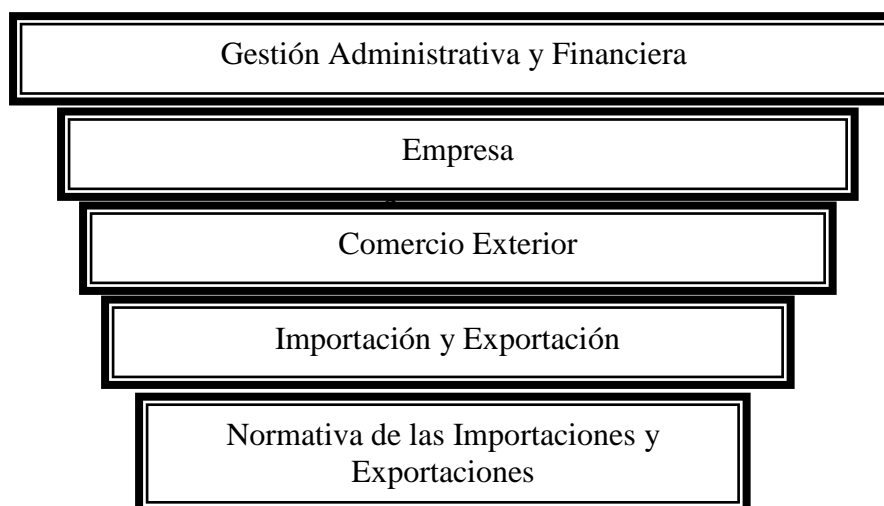 Gestión Administrativa y Financiera
Empresa
Comercio Exterior
Importación y Exportación
Normativa de las Importaciones y
Exportaciones